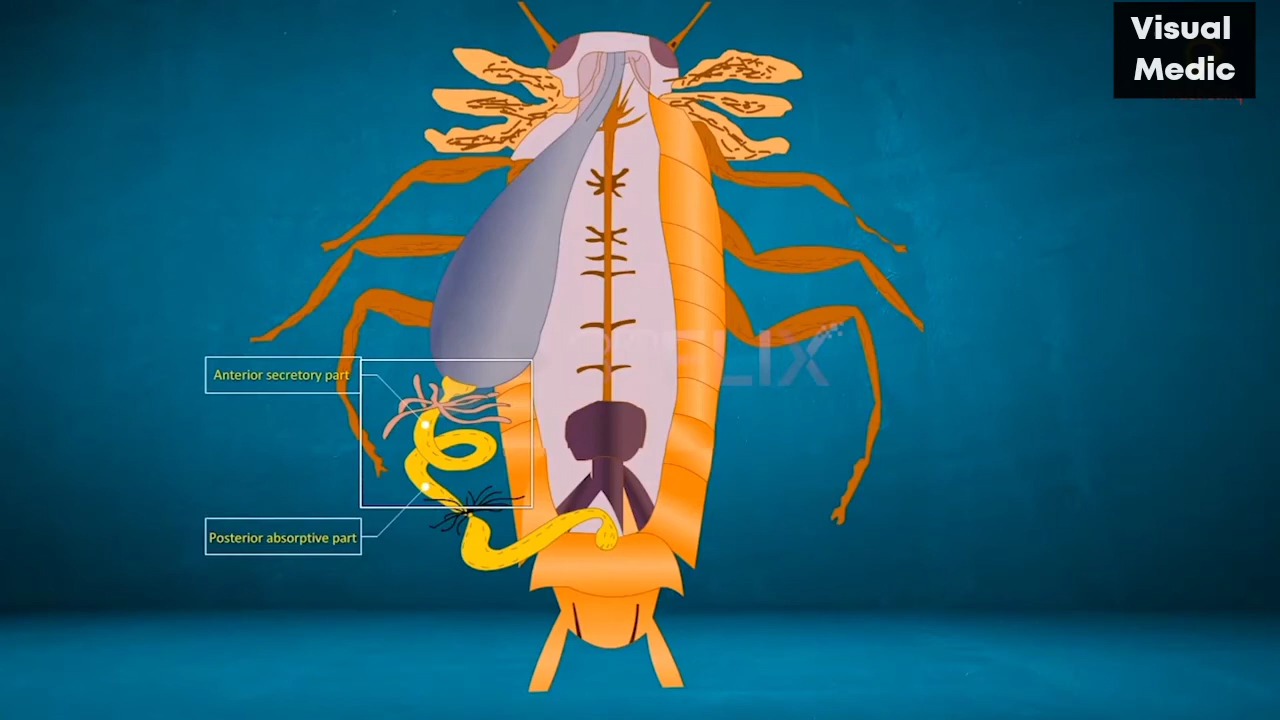 Visual
Medic
Anterior secretory part
Posterior absorptive part